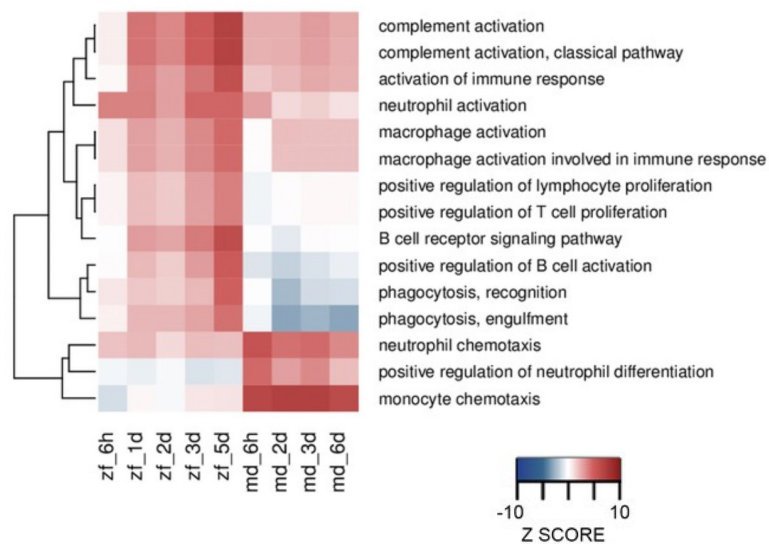 complement activation
complement activation, classical pathway
activation of immune response
neutrophil activation
macrophage activation
macrophage activation involved in immune response
positive regulation of lymphocyte proliferation
positive regulation of T cell proliferation
B cell receptor signaling pathway
positive regulation of B cell activation
phagocytosis, recognition
phagocytosis, engulfment
neutrophil chemotaxis
positive regulation of neutrophil differentiation
monocyte chemotaxis
zf_6h
zf_1d
zf_2d
zf_3d
zf_5d
md_6h
md_2d
md_3d
md_6d
-10 10
Z SCORE